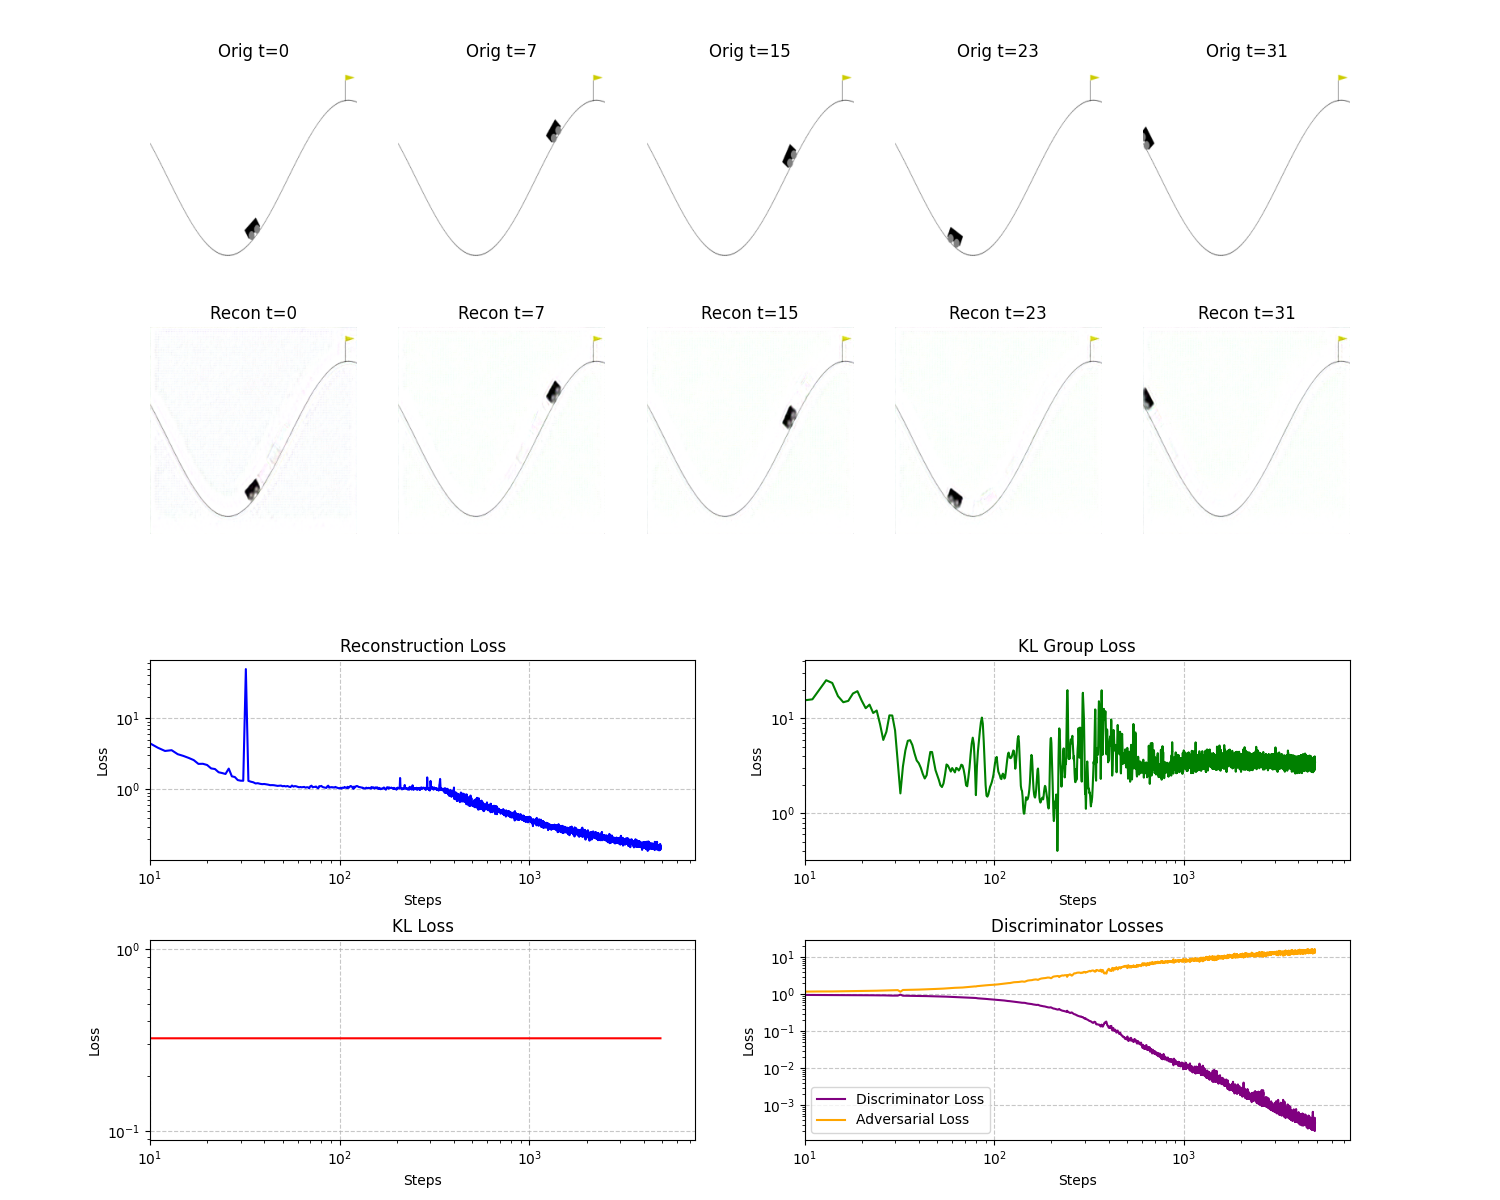 Orig t=0 Orig t=7 Orig t=15 Orig t=23 Orig t=31
Recon t=0 Recon t=7 Recon t=15 Recon t=23 Recon t=31
Reconstruction Loss
Loss
10¹
10⁰
10¹ 10² 10³
Steps
KL Group Loss
Loss
10¹
10⁰
10¹ 10² 10³
Steps
KL Loss
Loss
10⁰
10⁻¹
10¹ 10² 10³
Steps
Discriminator Losses
Loss
10¹
10⁰
10⁻¹
10⁻²
10⁻³
Discriminator Loss
Adversarial Loss
10¹ 10² 10³
Steps